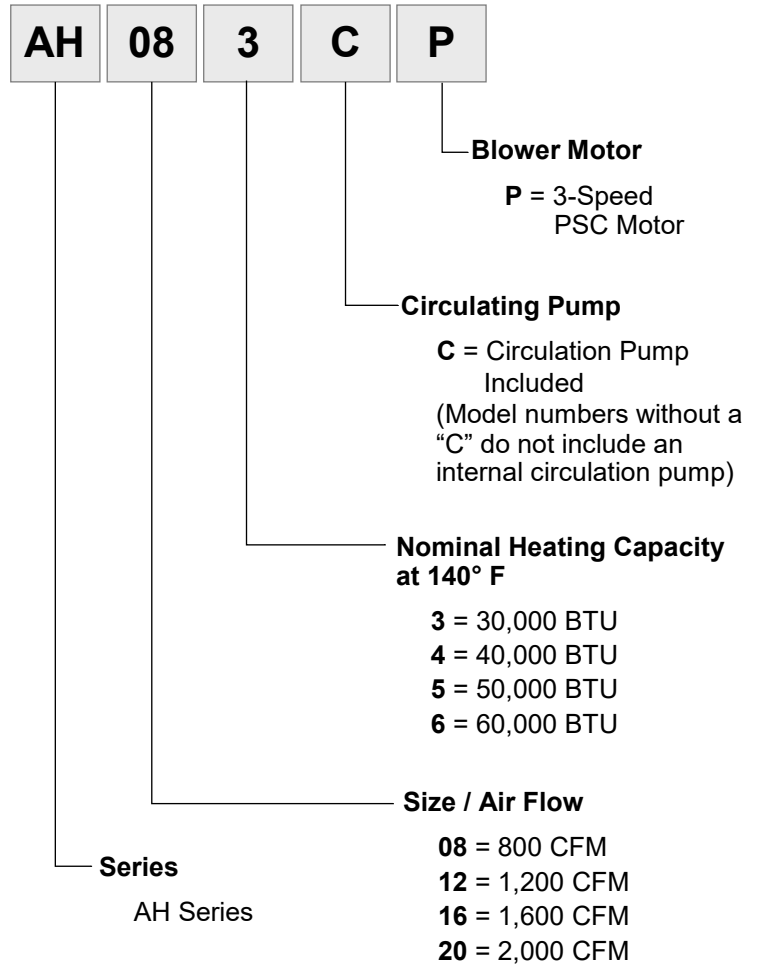 AH 08 3 C P
Blower Motor
P = 3-Speed
PSC Motor
Circulating Pump
C = Circulation Pump
Included
(Model numbers without a
“C” do not include an
internal circulation pump)
Nominal Heating Capacity
at 140° F
3 = 30,000 BTU
4 = 40,000 BTU
5 = 50,000 BTU
6 = 60,000 BTU
Size / Air Flow
08 = 800 CFM
12 = 1,200 CFM
16 = 1,600 CFM
20 = 2,000 CFM
Series
AH Series